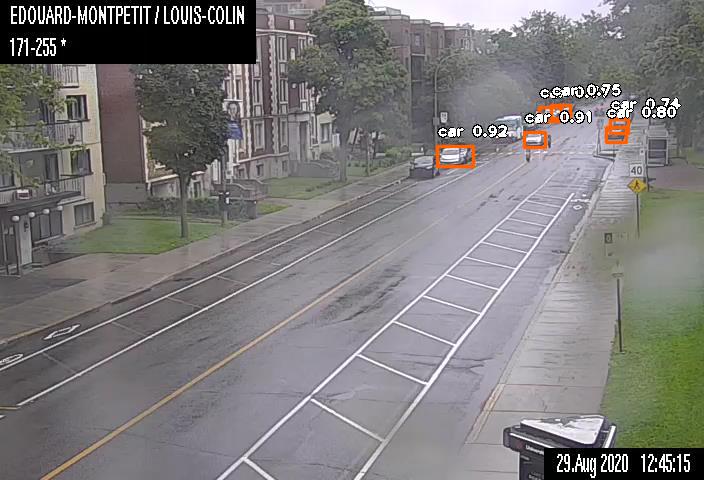 EDOUARD-MONTPETIT / LOUIS-COLIN
171-255 *
car 0.75
car 0.91
car 0.92
car 0.74
car 0.80
40
29.Aug 2020 12:45:15